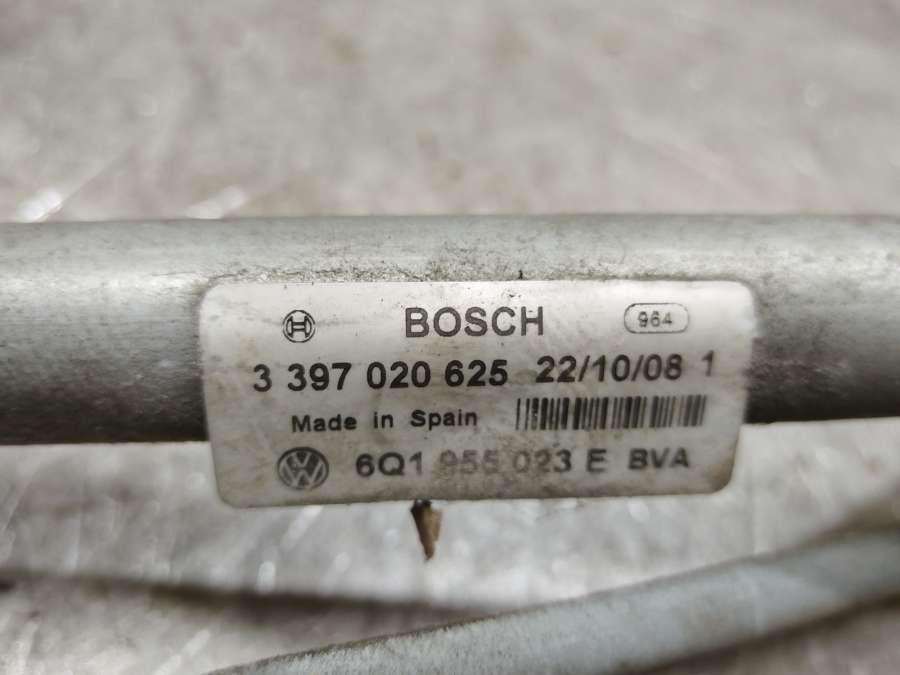 BOSCH 964
3 397 020 625 22/10/08 1
Made in Spain
6Q1 955 023 E BVA